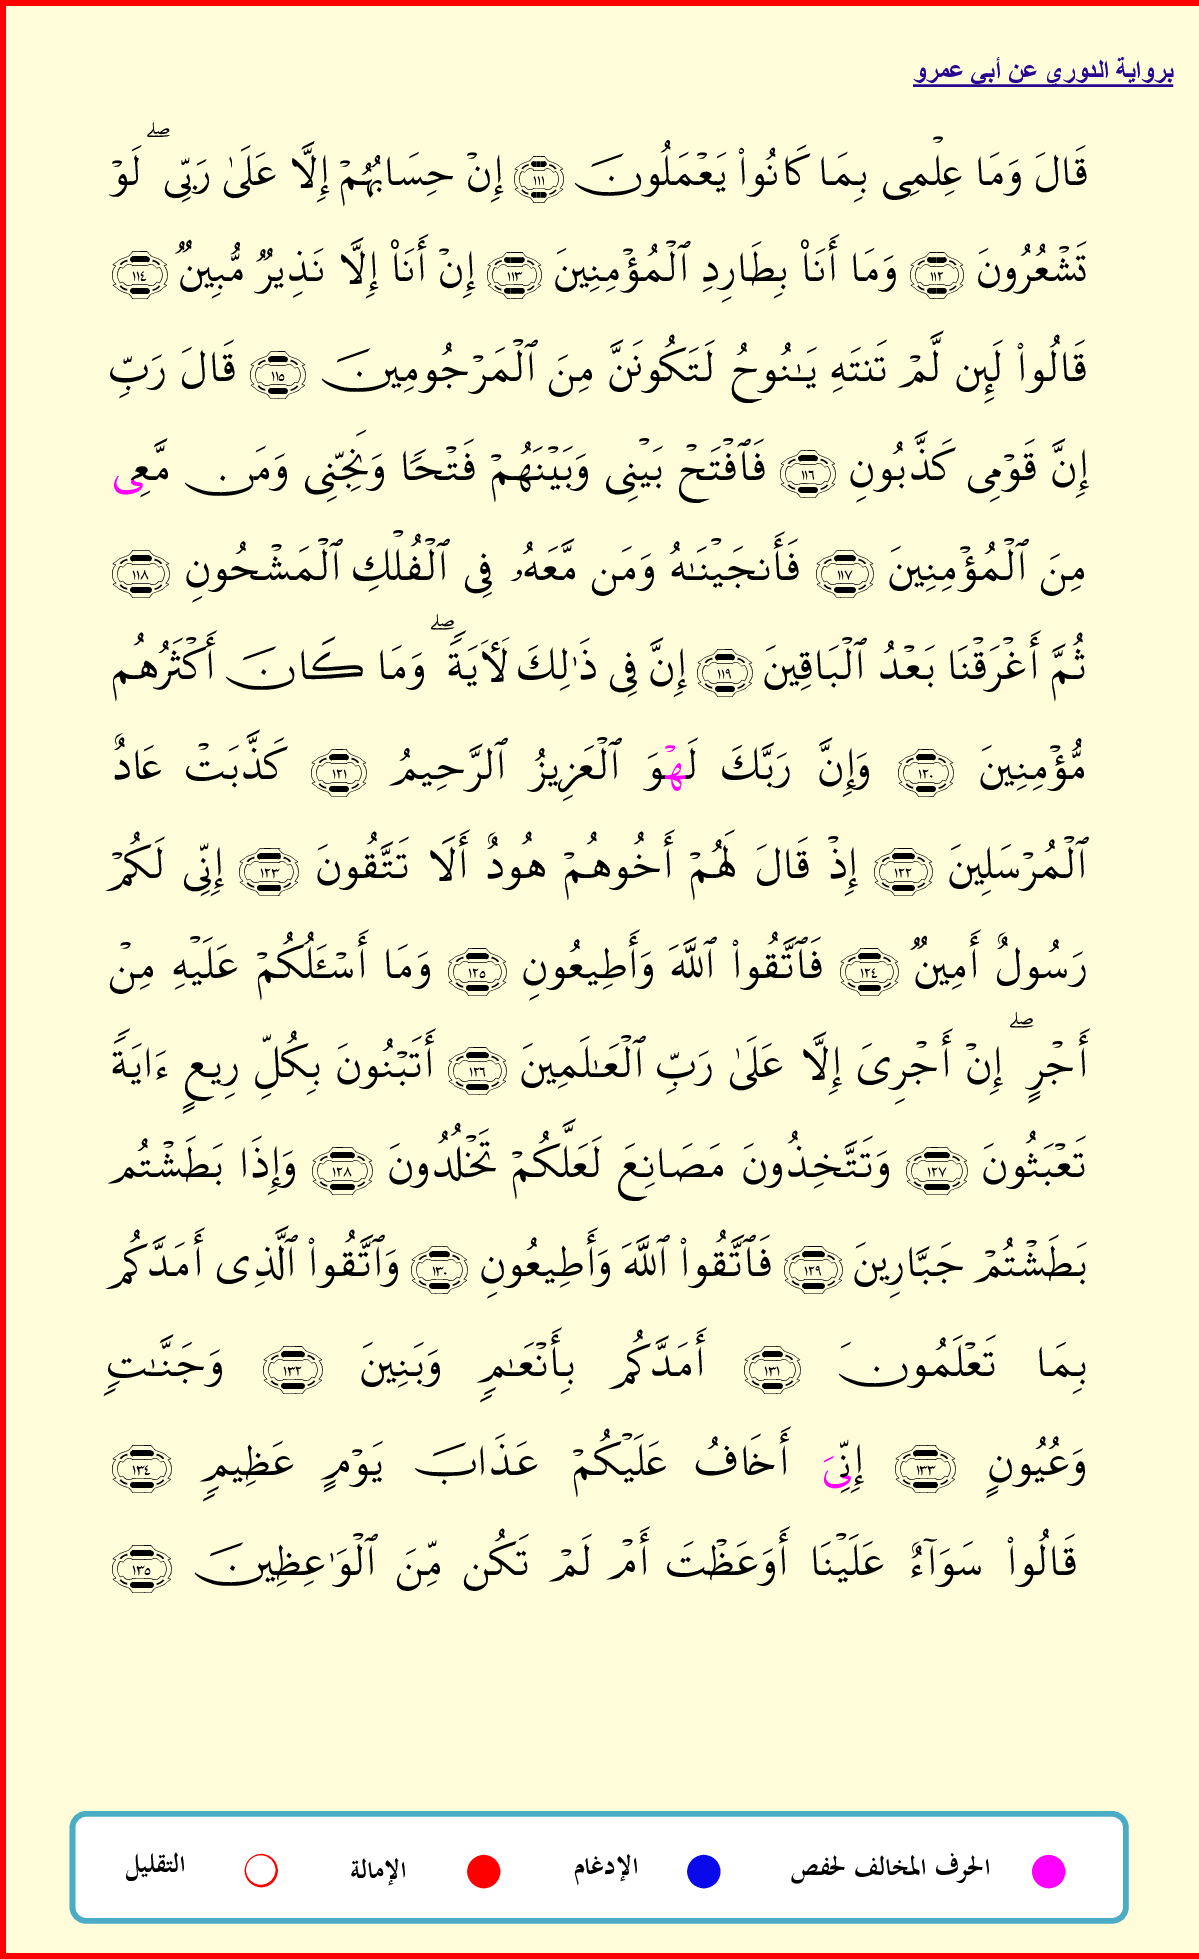 برواية الدوري عن أبي عمرو
قَالَ وَمَا عِلْمِى بِمَا كَانُوا۟ يَعْمَلُونَ ١١١ إِنْ حِسَابُهُمْ إِلَّا عَلَىٰ رَبِّى ۖ لَوْ
تَشْعُرُونَ ١١٢ وَمَا أَنَا۠ بِطَارِدِ ٱلْمُؤْمِنِينَ ١١٣ إِنْ أَنَا۠ إِلَّا نَذِيرٌ مُّبِينٌ ١١٤
قَالُوا۟ لَئِن لَّمْ تَنتَهِ يَـٰنُوحُ لَتَكُونَنَّ مِنَ ٱلْمَرْجُومِينَ ١١٥ قَالَ رَبِّ
إِنَّ قَوْمِى كَذَّبُونِ ١١٦ فَٱفْتَحْ بَيْنِى وَبَيْنَهُمْ فَتْحًا وَنَجِّنِى وَمَن مَّعِى
مِنَ ٱلْمُؤْمِنِينَ ١١٧ فَأَنجَيْنَـٰهُ وَمَن مَّعَهُۥ فِى ٱلْفُلْكِ ٱلْمَشْحُونِ ١١٨
ثُمَّ أَغْرَقْنَا بَعْدُ ٱلْبَاقِينَ ١١٩ إِنَّ فِى ذَٰلِكَ لَـَٔايَةً ۖ وَمَا كَانَ أَكْثَرُهُم
مُّؤْمِنِينَ ١٢٠ وَإِنَّ رَبَّكَ لَهْوَ ٱلْعَزِيزُ ٱلرَّحِيمُ ١٢١ كَذَّبَتْ عَادٌ
ٱلْمُرْسَلِينَ ١٢٢ إِذْ قَالَ لَهُمْ أَخُوهُمْ هُودٌ أَلَا تَتَّقُونَ ١٢٣ إِنِّى لَكُمْ
رَسُولٌ أَمِينٌ ١٢٤ فَٱتَّقُوا۟ ٱللَّهَ وَأَطِيعُونِ ١٢٥ وَمَا أَسْـَٔلُكُمْ عَلَيْهِ مِنْ
أَجْرٍ ۖ إِنْ أَجْرِىَ إِلَّا عَلَىٰ رَبِّ ٱلْعَـٰلَمِينَ ١٢٦ أَتَبْنُونَ بِكُلِّ رِيعٍ ءَايَةً
تَعْبَثُونَ ١٢٧ وَتَتَّخِذُونَ مَصَانِعَ لَعَلَّكُمْ تَخْلُدُونَ ١٢٨ وَإِذَا بَطَشْتُم
بَطَشْتُمْ جَبَّارِينَ ١٢٩ فَٱتَّقُوا۟ ٱللَّهَ وَأَطِيعُونِ ١٣٠ وَٱتَّقُوا۟ ٱلَّذِى أَمَدَّكُم
بِمَا تَعْلَمُونَ ١٣١ أَمَدَّكُم بِأَنْعَـٰمٍ وَبَنِينَ ١٣٢ وَجَنَّـٰتٍ
وَعُيُونٍ ١٣٣ إِنِّىَ أَخَافُ عَلَيْكُمْ عَذَابَ يَوْمٍ عَظِيمٍ ١٣٤
قَالُوا۟ سَوَآءٌ عَلَيْنَا أَوَعَظْتَ أَمْ لَمْ تَكُن مِّنَ ٱلْوَٰعِظِينَ ١٣٥
الحرف المخالف لحفص الإدغام الإمالة التقليل